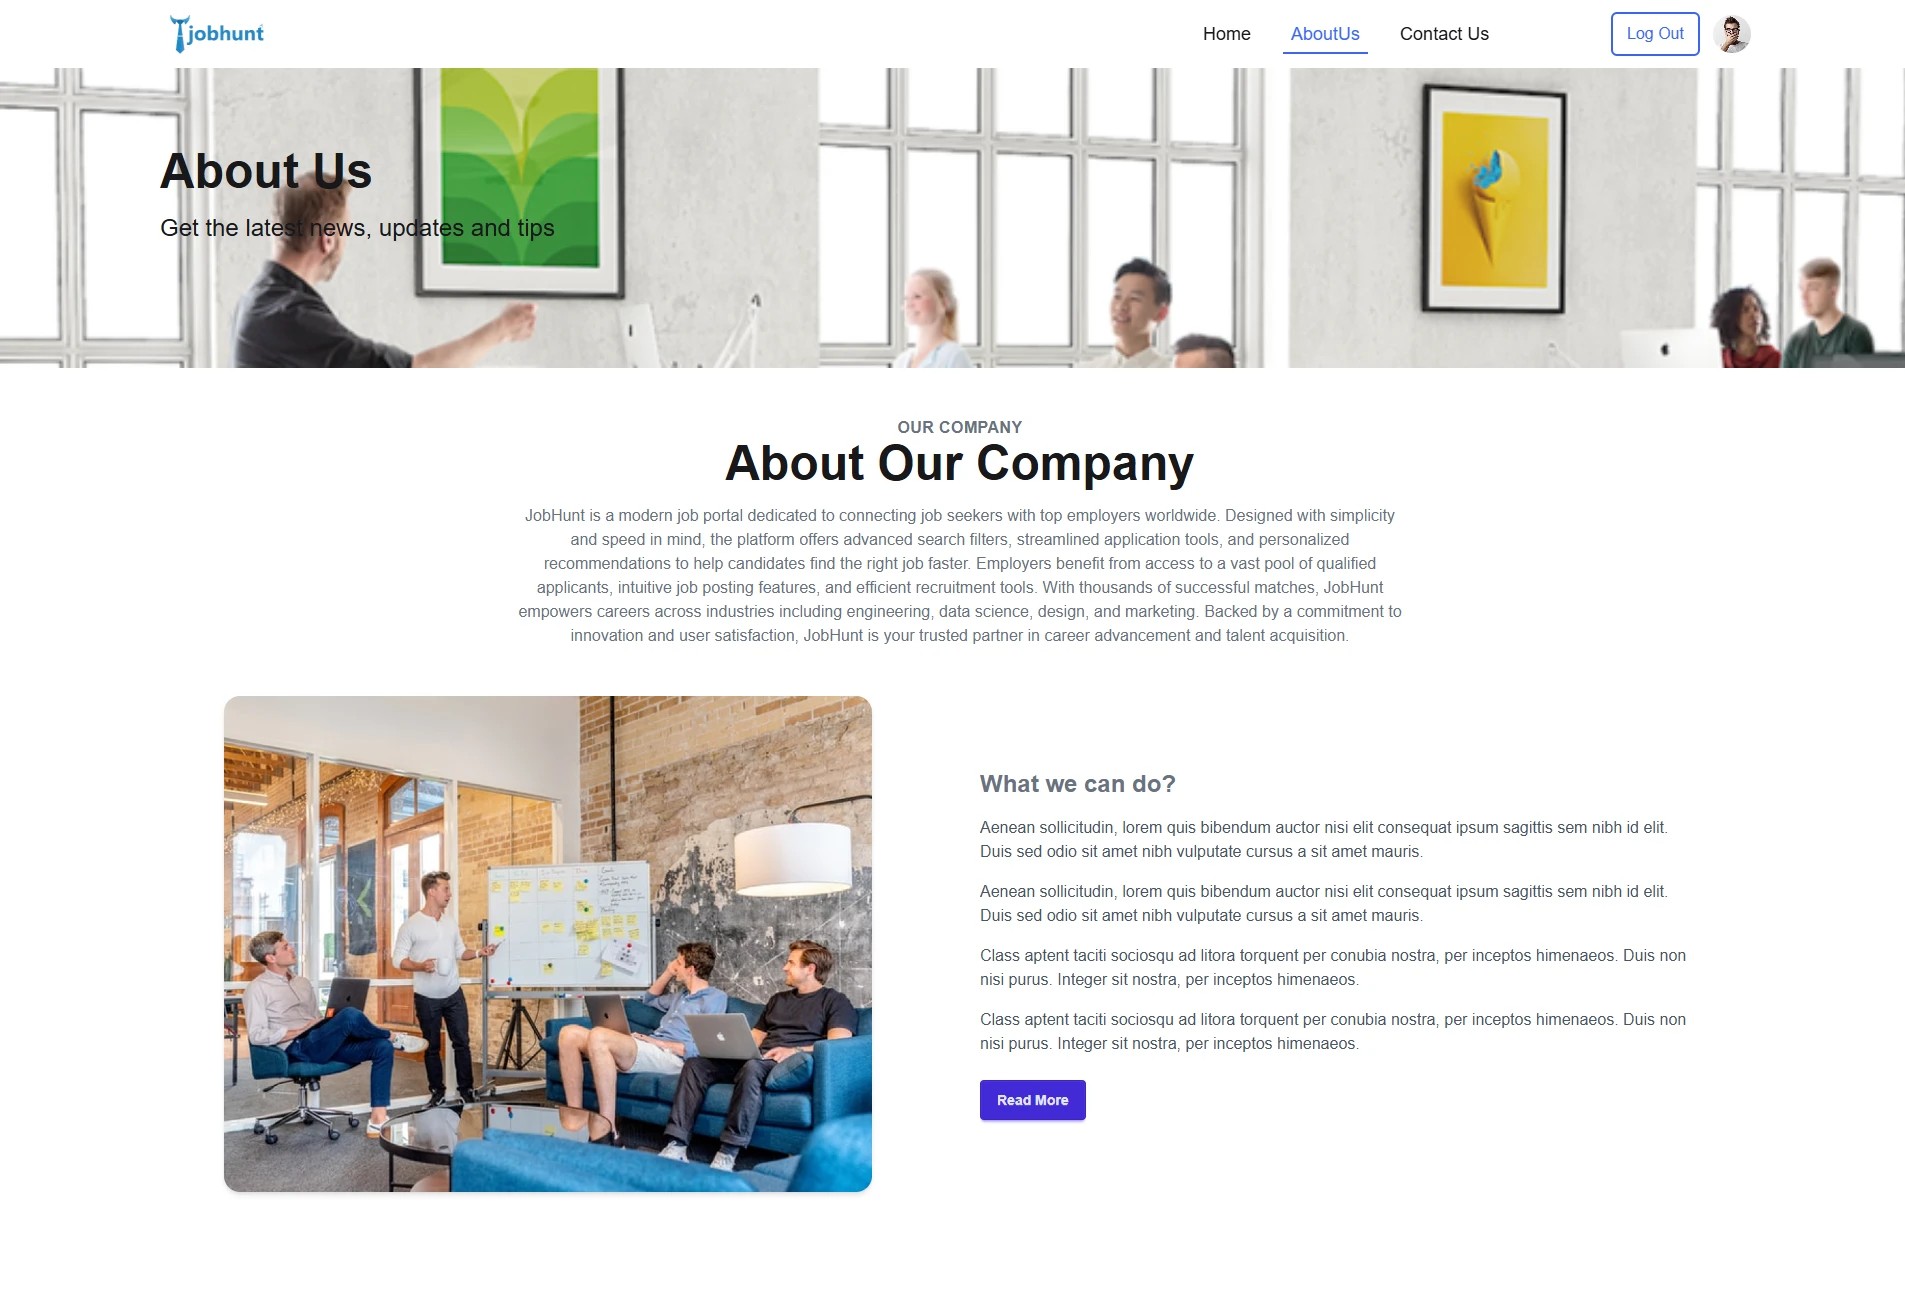 jobhunt
Home
AboutUs
Contact Us
Log Out
About Us
Get the latest news, updates and tips
OUR COMPANY
About Our Company
JobHunt is a modern job portal dedicated to connecting job seekers with top employers worldwide. Designed with simplicity
and speed in mind, the platform offers advanced search filters, streamlined application tools, and personalized
recommendations to help candidates find the right job faster. Employers benefit from access to a vast pool of qualified
applicants, intuitive job posting features, and efficient recruitment tools. With thousands of successful matches, JobHunt
empowers careers across industries including engineering, data science, design, and marketing. Backed by a commitment to
innovation and user satisfaction, JobHunt is your trusted partner in career advancement and talent acquisition.
What we can do?
Aenean sollicitudin, lorem quis bibendum auctor nisi elit consequat ipsum sagittis sem nibh id elit.
Duis sed odio sit amet nibh vulputate cursus a sit amet mauris.
Aenean sollicitudin, lorem quis bibendum auctor nisi elit consequat ipsum sagittis sem nibh id elit.
Duis sed odio sit amet nibh vulputate cursus a sit amet mauris.
Class aptent taciti sociosqu ad litora torquent per conubia nostra, per inceptos himenaeos. Duis non
nisi purus. Integer sit nostra, per inceptos himenaeos.
Class aptent taciti sociosqu ad litora torquent per conubia nostra, per inceptos himenaeos. Duis non
nisi purus. Integer sit nostra, per inceptos himenaeos.
Read More